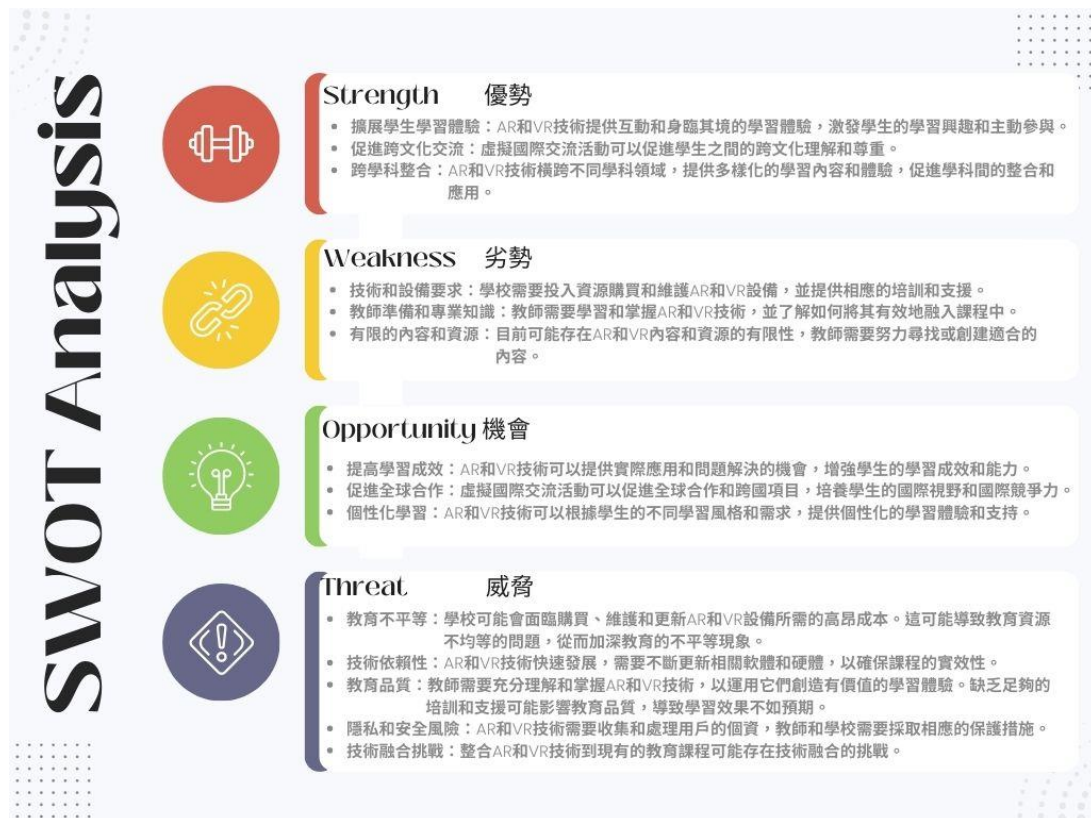 SWOT Analysis
Strength 優勢
• 擴展學生學習體驗：AR和VR技術提供互動和身臨其境的學習體驗，激發學生的學習興趣和主動參與。
• 促進跨文化交流：虛擬國際交流活動可以促進學生之間的跨文化理解和尊重。
• 跨學科整合：AR和VR技術橫跨不同學科領域，提供多樣化的學習內容和體驗，促進學科間的整合和
應用。
Weakness 劣勢
• 技術和設備要求：學校需要投入資源購買和維護AR和VR設備，並提供相應的培訓和支援。
• 教師準備和專業知識：教師需要學習和掌握AR和VR技術，並了解如何將其有效地融入課程中。
• 有限的內容和資源：目前可能存在AR和VR內容和資源的有限性，教師需要努力尋找或創建適合的
內容。
Opportunity 機會
• 提高學習成效：AR和VR技術可以提供實際應用和問題解決的機會，增強學生的學習成效和能力。
• 促進全球合作：虛擬國際交流活動可以促進全球合作和跨國項目，培養學生的國際視野和國際競爭力。
• 個性化學習：AR和VR技術可以根據學生的不同學習風格和需求，提供個性化的學習體驗和支持。
Threat 威脅
• 教育不平等：學校可能會面臨購買、維護和更新AR和VR設備所需的高昂成本。這可能導致教育資源
不均等的問題，從而加深教育的不平等現象。
• 技術依賴性：AR和VR技術快速發展，需要不斷更新相關軟體和硬體，以確保課程的實效性。
• 教育品質：教師需要充分理解和掌握AR和VR技術，以運用它們創造有價值的學習體驗。缺乏足夠的
培訓和支援可能影響教育品質，導致學習效果不如預期。
• 隱私和安全風險：AR和VR技術需要收集和處理用戶的個資，教師和學校需要採取相應的保護措施。
• 技術融合挑戰：整合AR和VR技術到現有的教育課程可能存在技術融合的挑戰。